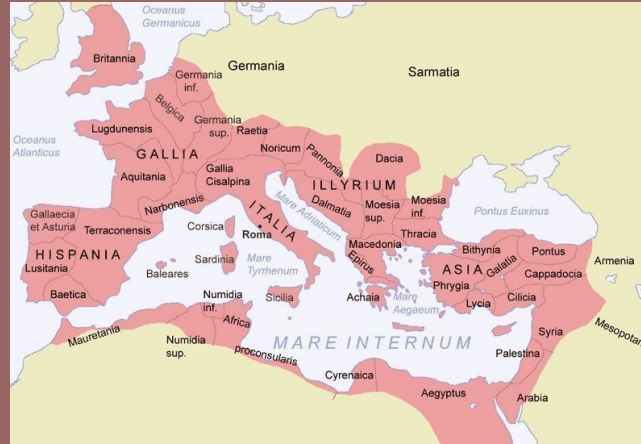 Oceanus
Germanicus
Britannia
Germania
Sarmatia
Germania
inf.
Belgica
Oceanus
Atlanticus
Lugdunensis
Germania
sup.
Raetia
GALLIA
Noricum
Pannonia
Dacia
Aquitania
Gallia
Cisalpina
ILLYRIUM
Dalmatia
Moesia
sup.
Moesia
inf.
Mare Adriaticum
Narbonensis
ITALIA
Pontus Euxinus
Gallaecia
et Asturia
Terraconensis
Corsica
Roma
Thracia
Macedonia
Epirus
Bithynia
Pontus
HISPANIA
Lusitania
Baetica
Baleares
Sardinia
Mare
Tyrrhenum
ASIA
Galatia
Armenia
Cappadocia
Phrygia
Lycia
Cilicia
Achaia
Mare
Aegaeum
Sicilia
Numidia
inf.
Africa
proconsularis
Mauretania
Numidia
sup.
MARE INTERNUM
Syria
Mesopotam
Palestina
Cyrenaica
Aegyptus
Arabia